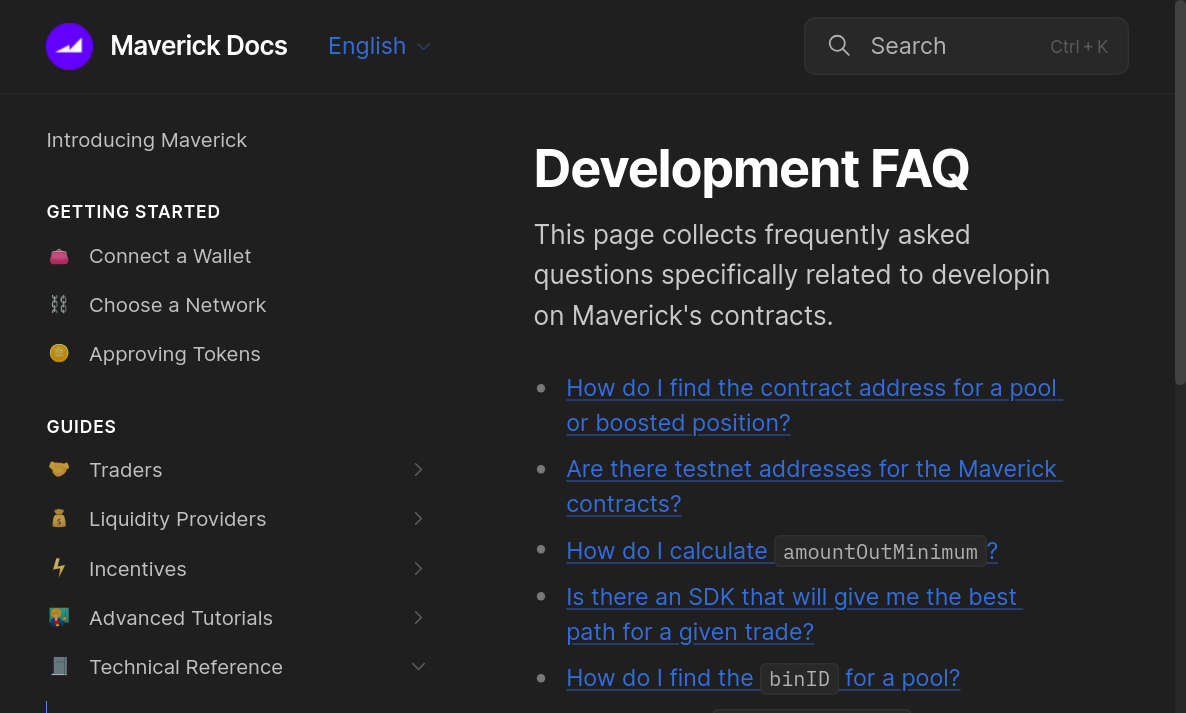 Maverick Docs
English
Search
Ctrl + K
Introducing Maverick
GETTING STARTED
Connect a Wallet
Choose a Network
Approving Tokens
GUIDES
Traders
Liquidity Providers
Incentives
Advanced Tutorials
Technical Reference
Development FAQ
This page collects frequently asked
questions specifically related to developin
on Maverick's contracts.
How do I find the contract address for a pool
or boosted position?
Are there testnet addresses for the Maverick
contracts?
How do I calculate amountOutMinimum ?
Is there an SDK that will give me the best
path for a given trade?
How do I find the binID for a pool?